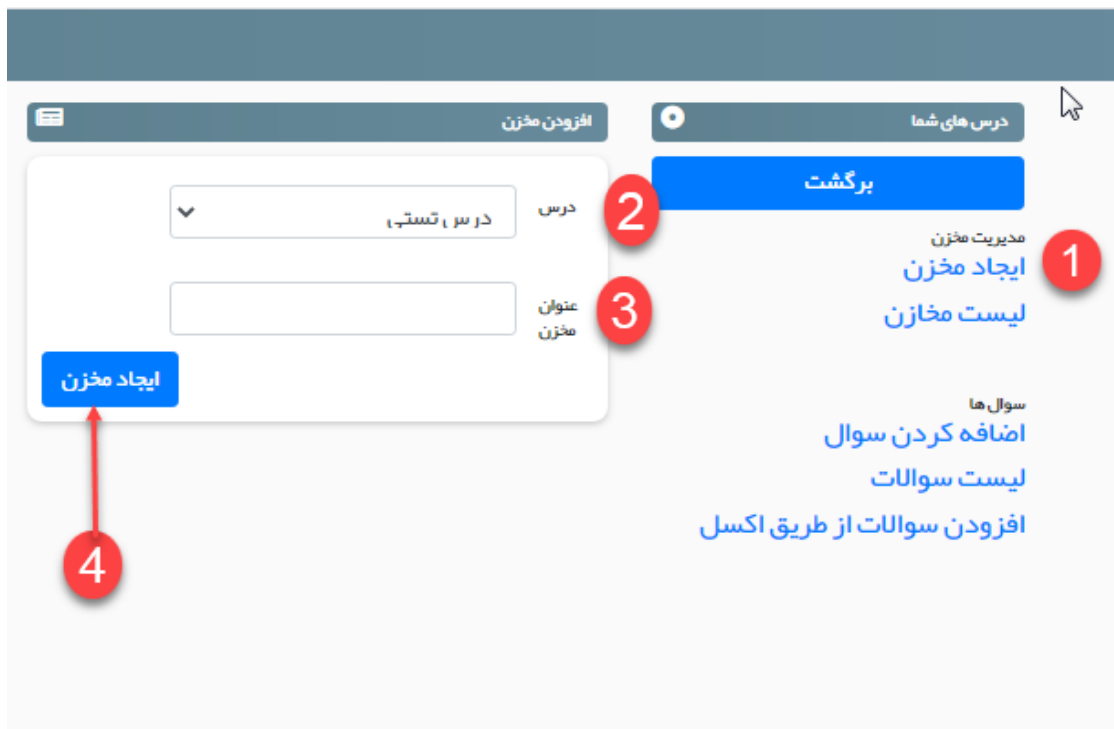 درس های شما
برگشت
مدیریت مخزن
1
ایجاد مخزن
لیست مخازن
سوال ها
اضافه کردن سوال
لیست سوالات
افزودن سوالات از طریق اکسل
افزودن مخزن
2
درس
درس تستی
3
عنوان
مخزن
ایجاد مخزن
4